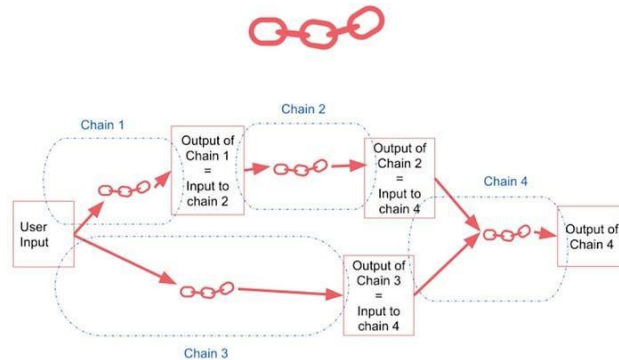 Chain 1
Chain 2
Chain 4
User
Input
Output of
Chain 1
=
Input to
chain 2
Output of
Chain 2
=
Input to
chain 4
Output of
Chain 4
Output of
Chain 3
=
Input to
chain 4
Chain 3